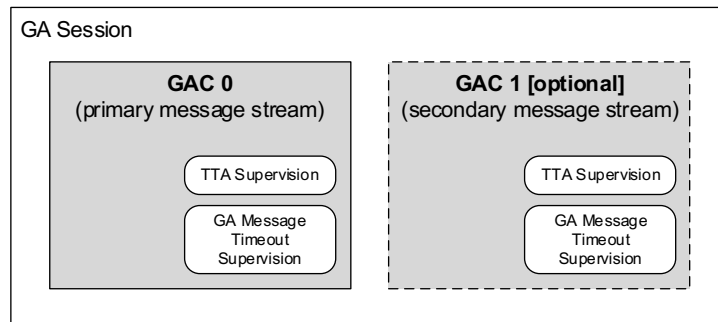 GA Session
GAC 0
(primary message stream)
TTA Supervision
GA Message
Timeout
Supervision
GAC 1 [optional]
(secondary message stream)
TTA Supervision
GA Message
Timeout
Supervision